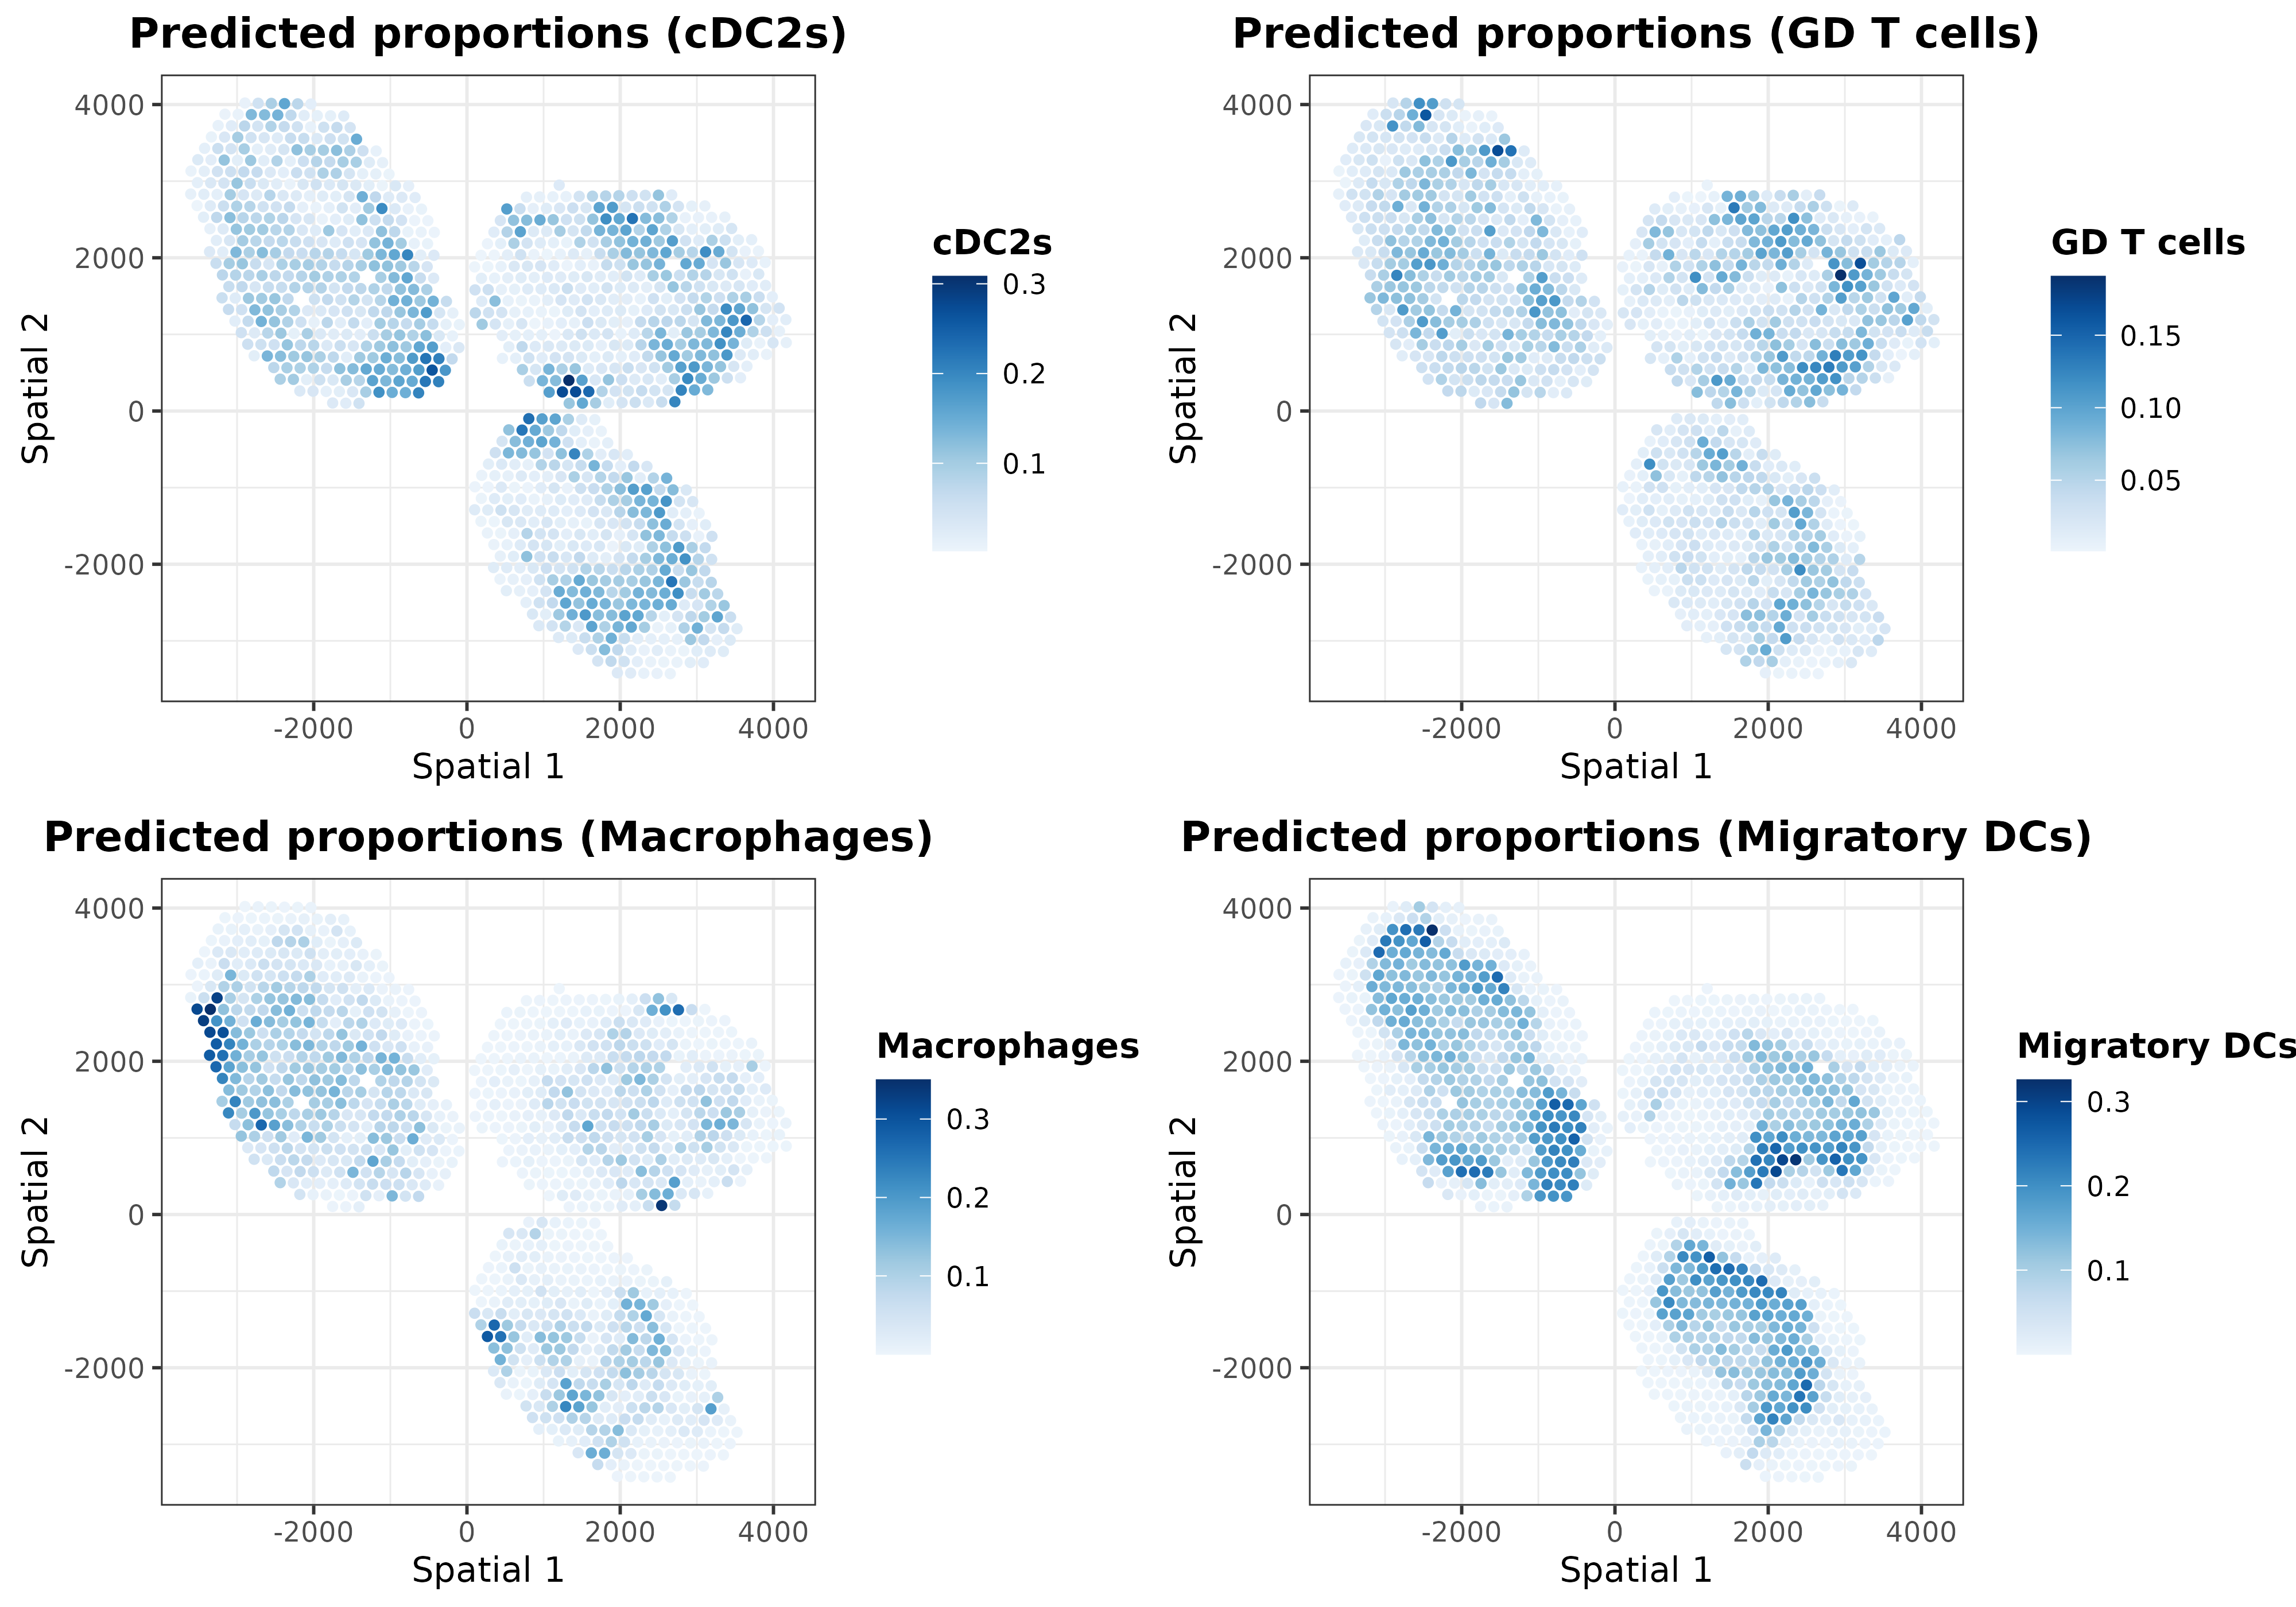 Predicted proportions (cDC2s)
4000
2000
0
-2000
Spatial 2
-2000 0 2000 4000
Spatial 1
cDC2s
0.3
0.2
0.1
Predicted proportions (GD T cells)
4000
2000
0
-2000
Spatial 2
-2000 0 2000 4000
Spatial 1
GD T cells
0.15
0.10
0.05
Predicted proportions (Macrophages)
4000
2000
0
-2000
Spatial 2
-2000 0 2000 4000
Spatial 1
Macrophages
0.3
0.2
0.1
Predicted proportions (Migratory DCs)
4000
2000
0
-2000
Spatial 2
-2000 0 2000 4000
Spatial 1
Migratory DCs
0.3
0.2
0.1